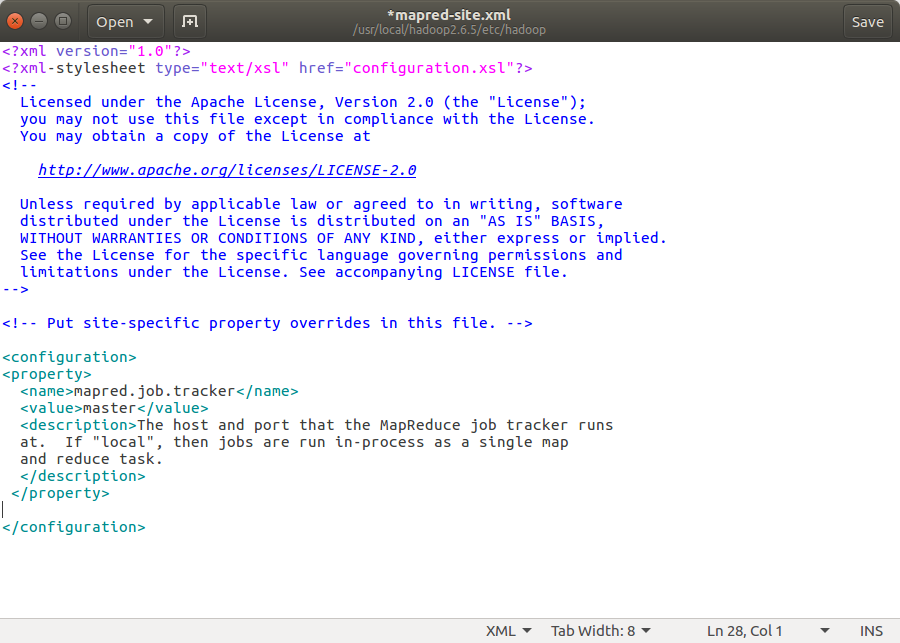 Open
*mapred-site.xml
/usr/local/hadoop2.6.5/etc/hadoop
Save
<?xml version="1.0"?>
<?xml-stylesheet type="text/xsl" href="configuration.xsl"?>
<!--
  Licensed under the Apache License, Version 2.0 (the "License");
  you may not use this file except in compliance with the License.
  You may obtain a copy of the License at

    http://www.apache.org/licenses/LICENSE-2.0

  Unless required by applicable law or agreed to in writing, software
  distributed under the License is distributed on an "AS IS" BASIS,
  WITHOUT WARRANTIES OR CONDITIONS OF ANY KIND, either express or implied.
  See the License for the specific language governing permissions and
  limitations under the License. See accompanying LICENSE file.
-->

<!-- Put site-specific property overrides in this file. -->

<configuration>
<property>
  <name>mapred.job.tracker</name>
  <value>master</value>
  <description>The host and port that the MapReduce job tracker runs
  at.  If "local", then jobs are run in-process as a single map
  and reduce task.
  </description>
 </property>

</configuration>
XML
Tab Width: 8
Ln 28, Col 1
INS